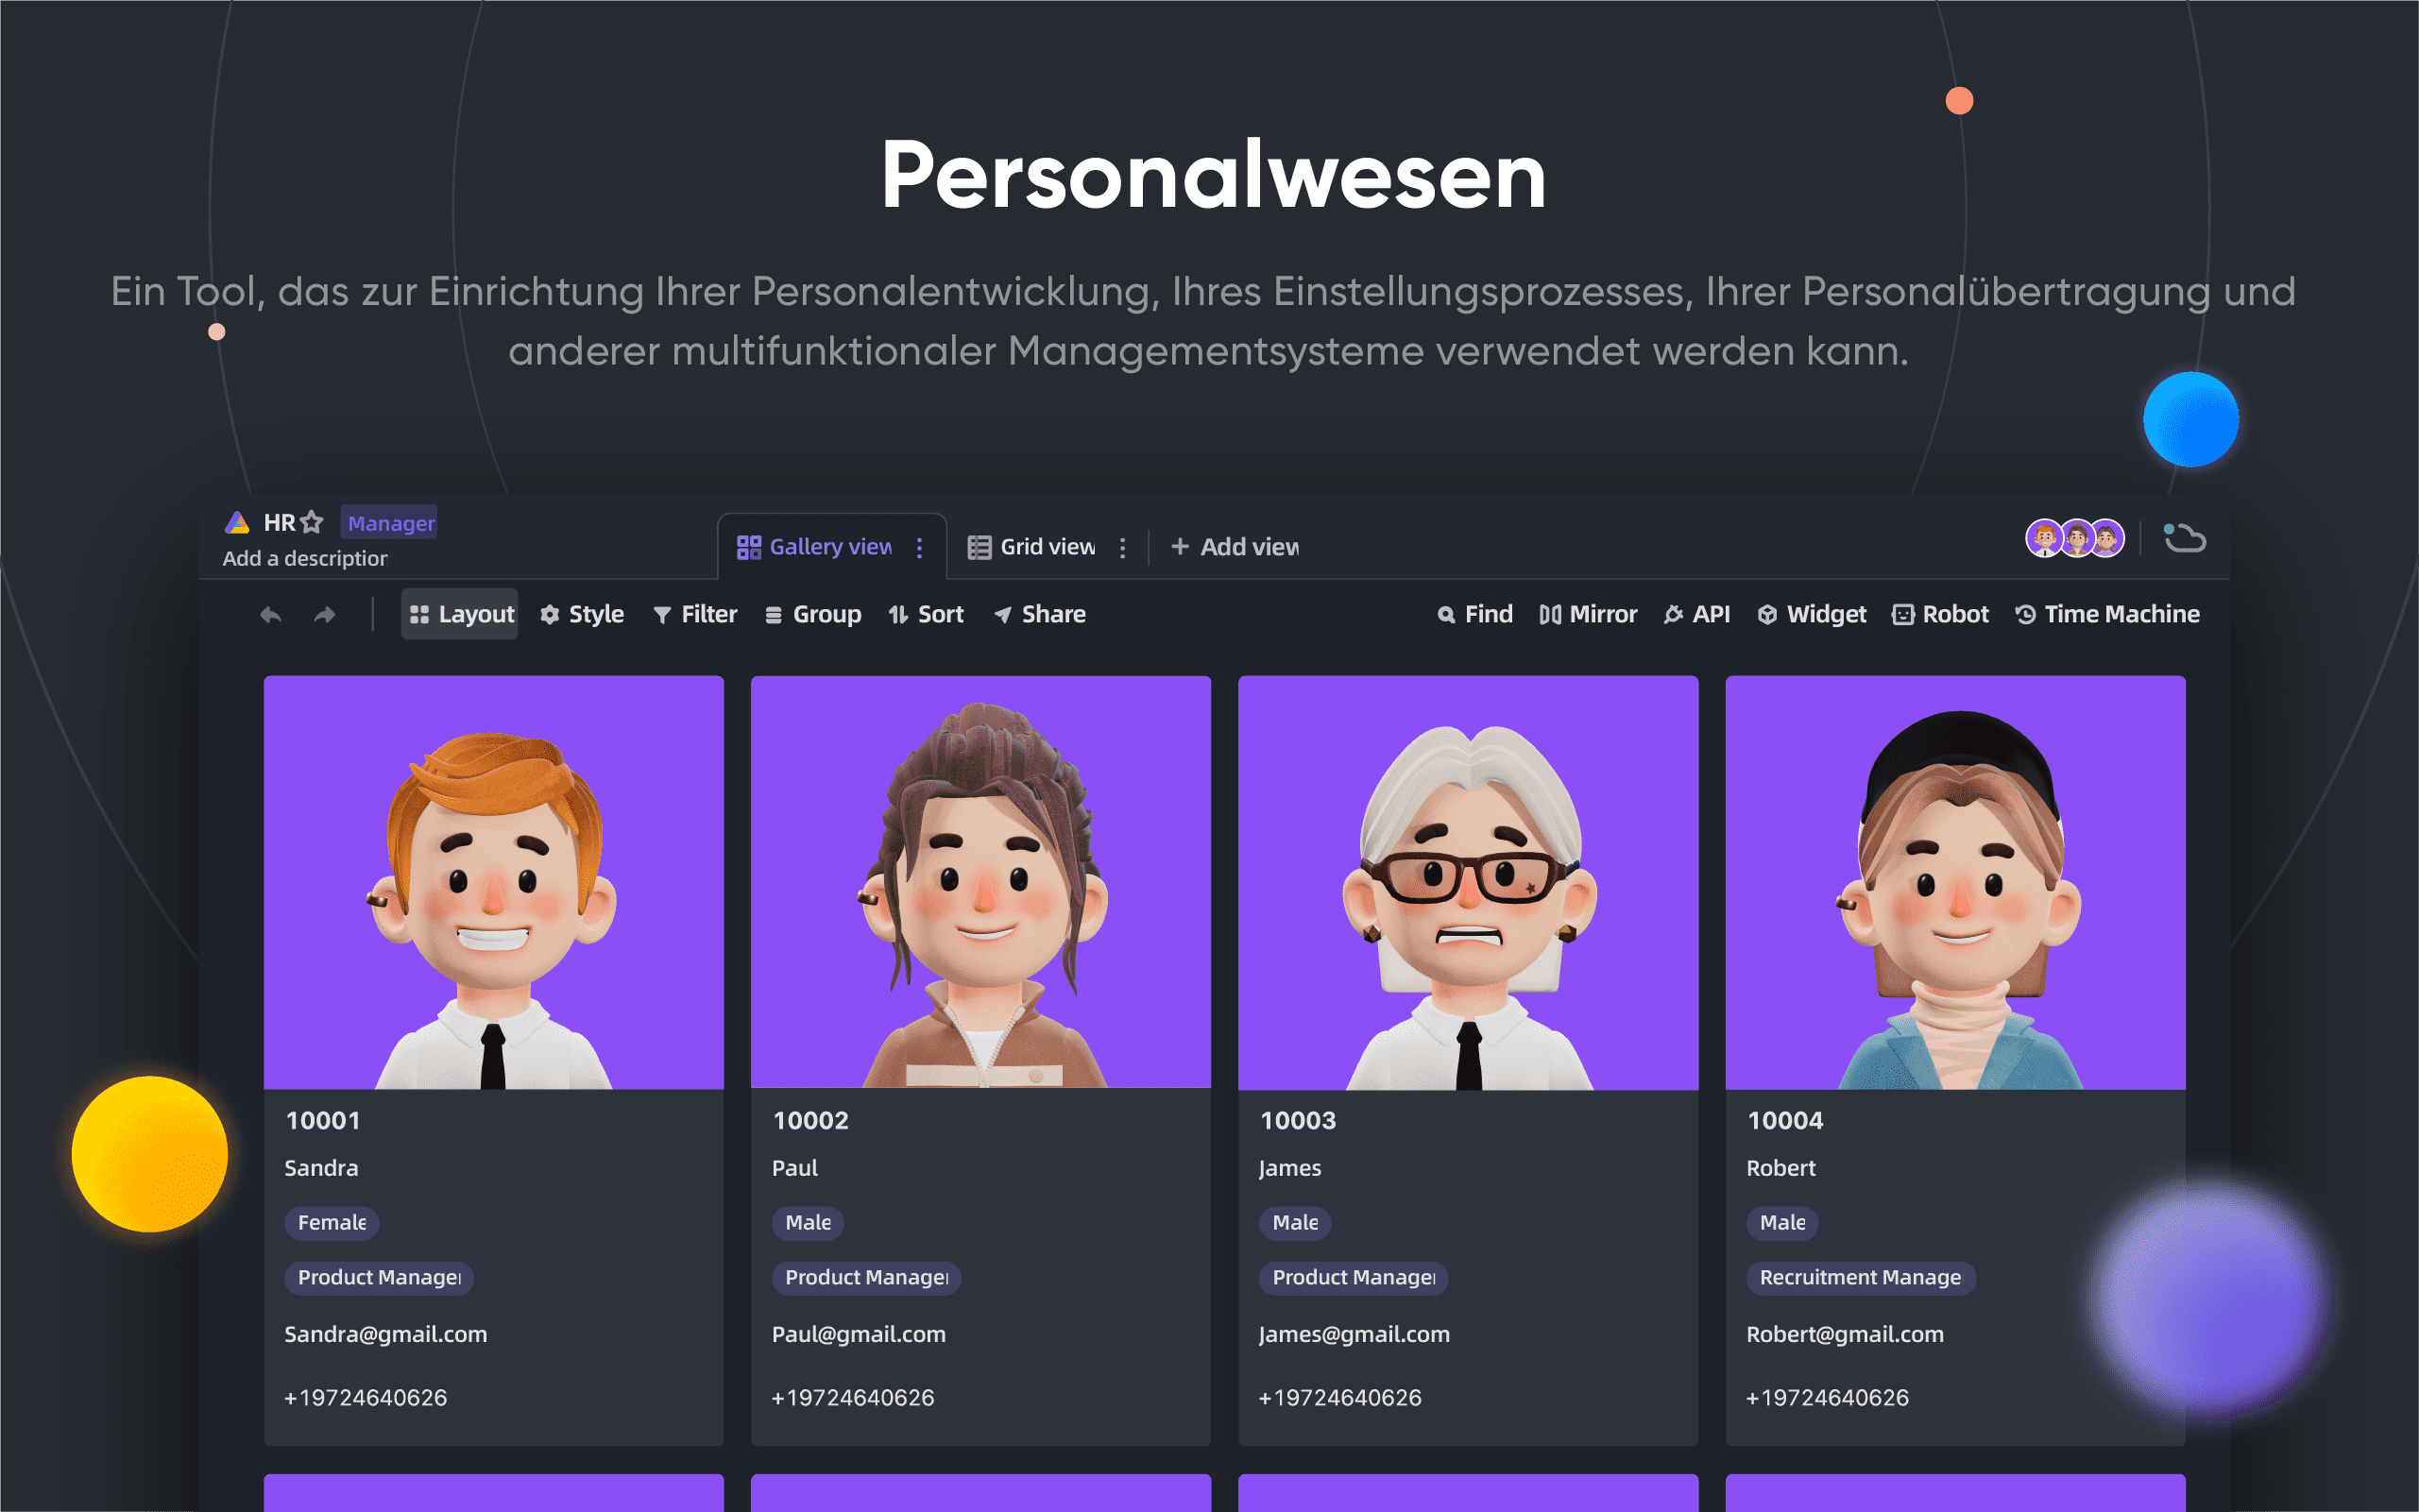 Personalwesen
Ein Tool, das zur Einrichtung Ihrer Personalentwicklung, Ihres Einstellungsprozesses, Ihrer Personalübertragung und
anderer multifunktionaler Managementsysteme verwendet werden kann.
HR Manager
Add a description
Gallery view Grid view Add view
Layout Style Filter Group Sort Share Find Mirror API Widget Robot Time Machine
10001
Sandra
Female
Product Manager
Sandra@gmail.com
+19724640626
10002
Paul
Male
Product Manager
Paul@gmail.com
+19724640626
10003
James
Male
Product Manager
James@gmail.com
+19724640626
10004
Robert
Male
Recruitment Manage
Robert@gmail.com
+19724640626